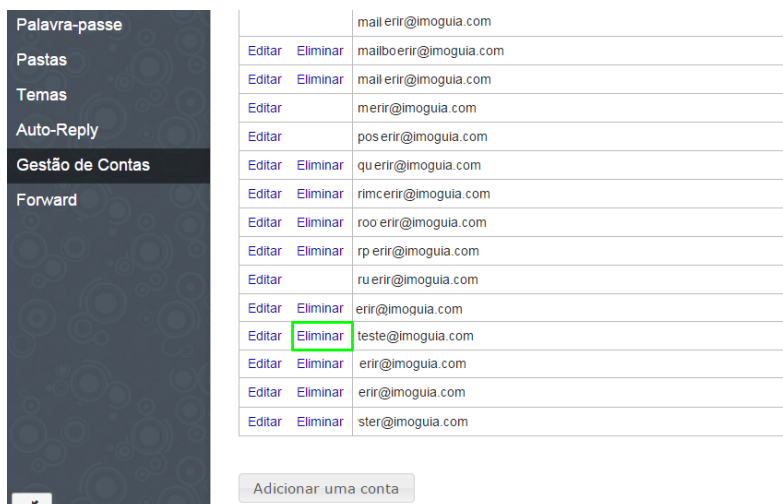 Palavra-passe
Pastas
Temas
Auto-Reply
Gestão de Contas
Forward
mail erir@imoguia.com
Editar Eliminar mailboerir@imoguia.com
Editar Eliminar mail erir@imoguia.com
Editar merir@imoguia.com
Editar pos erir@imoguia.com
Editar Eliminar qu erir@imoguia.com
Editar Eliminar rimcerir@imoguia.com
Editar Eliminar roo erir@imoguia.com
Editar Eliminar rp erir@imoguia.com
Editar ru erir@imoguia.com
Editar Eliminar erir@imoguia.com
Editar Eliminar teste@imoguia.com
Editar Eliminar erir@imoguia.com
Editar Eliminar erir@imoguia.com
Editar Eliminar ster@imoguia.com
Adicionar uma conta